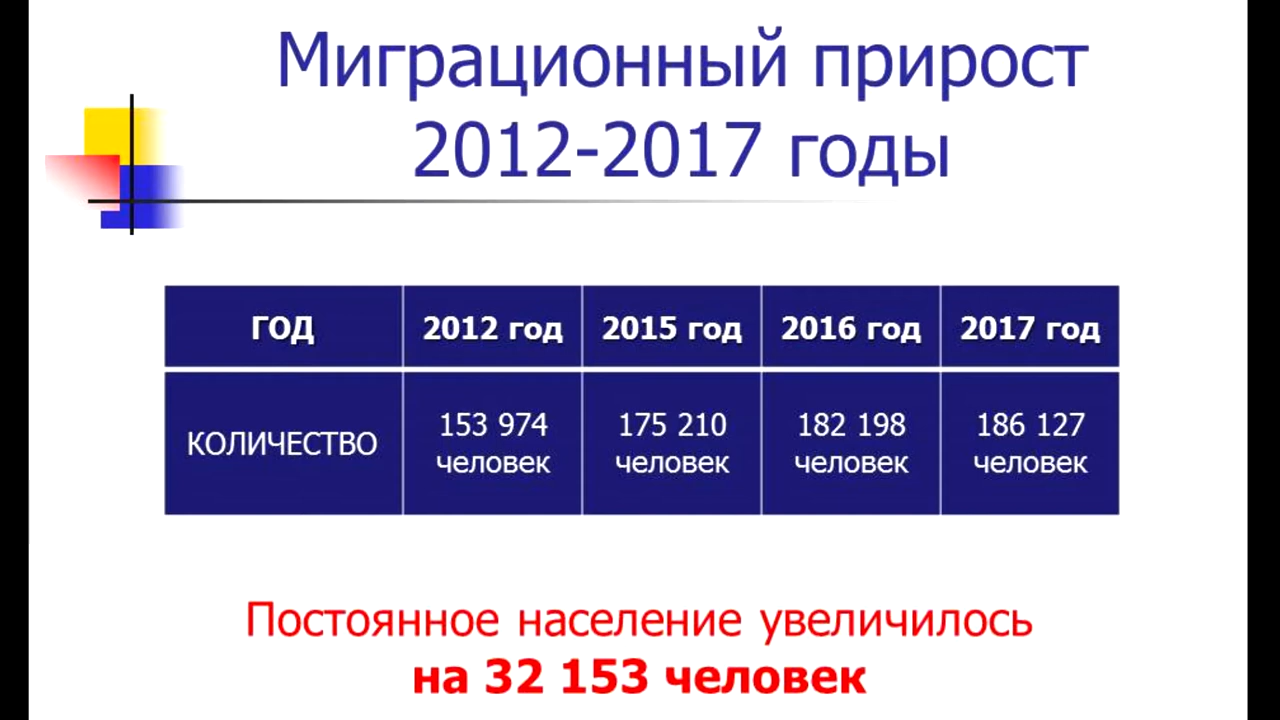 Миграционный прирост
2012-2017 годы
ГОД 2012 год 2015 год 2016 год 2017 год
КОЛИЧЕСТВО 153 974 человек 175 210 человек 182 198 человек 186 127 человек
Постоянное население увеличилось
на 32 153 человек